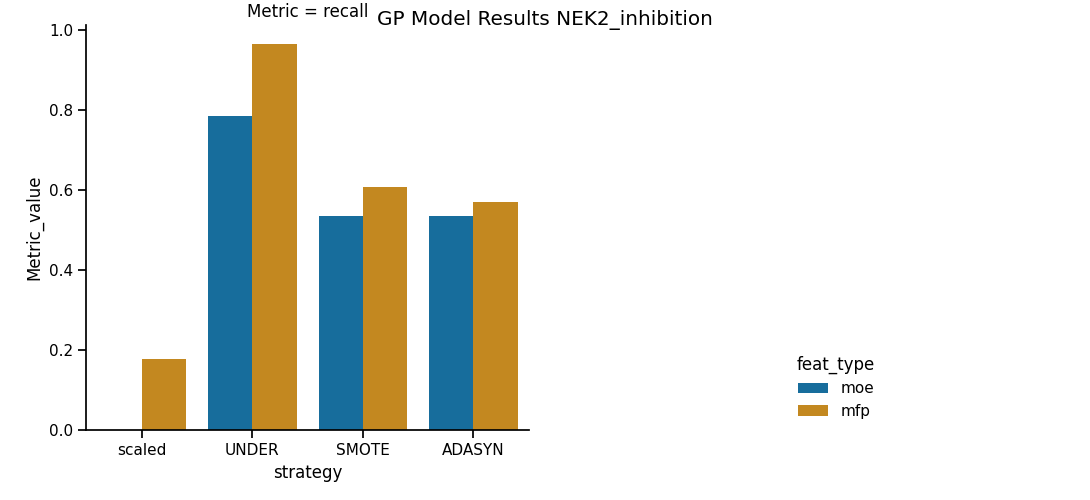 Metric = recall
GP Model Results NEK2_inhibition
1.0
0.8
0.6
0.4
0.2
0.0
Metric_value
scaled
UNDER
SMOTE
ADASYN
strategy
feat_type
moe
mfp